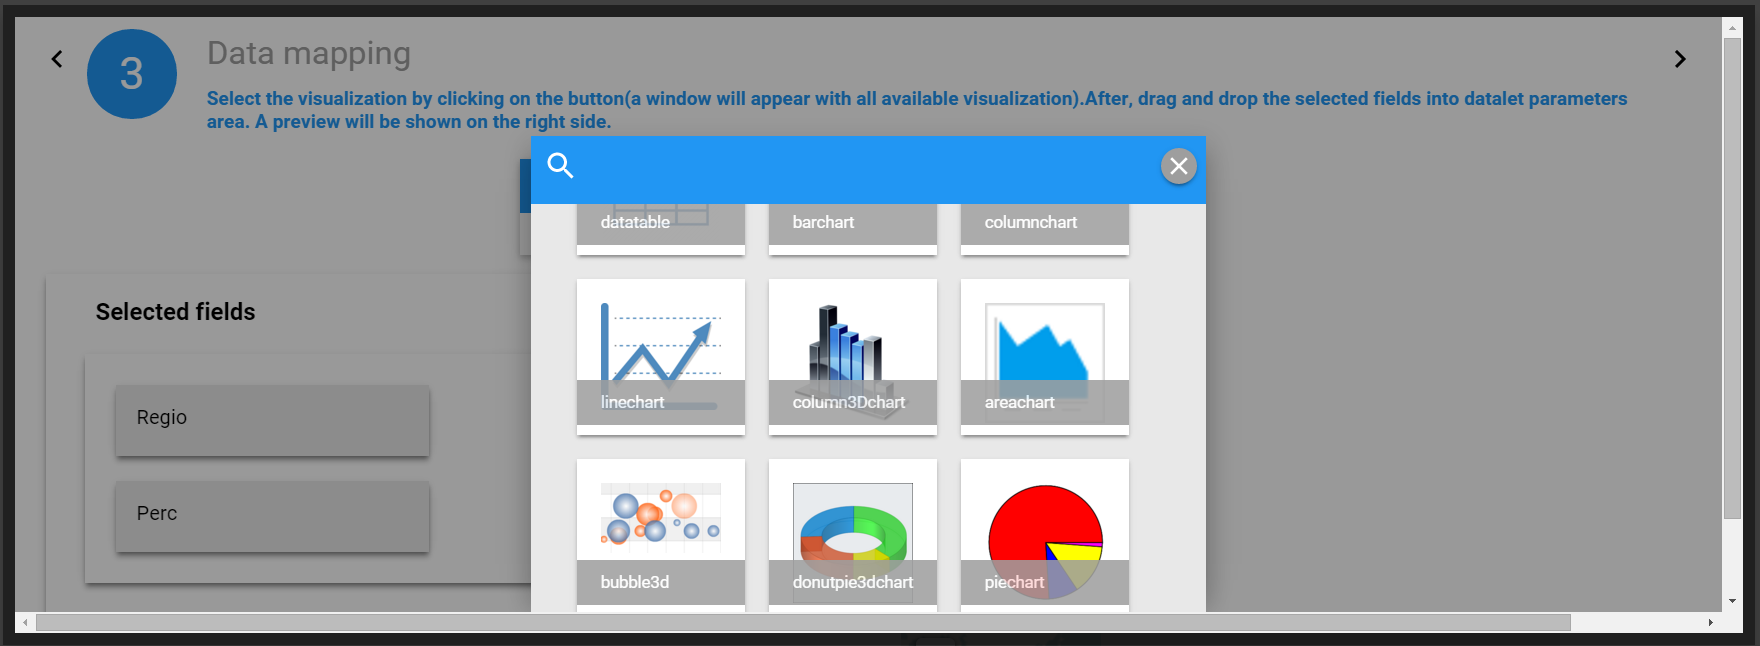 3
Data mapping
Select the visualization by clicking on the button(a window will appear with all available visualization).After, drag and drop the selected fields into datalet parameters
area. A preview will be shown on the right side.
datatable
barchart
columnchart
Selected fields
linechart
column3Dchart
areachart
Regio
Perc
bubble3d
donutpie3dchart
piechart